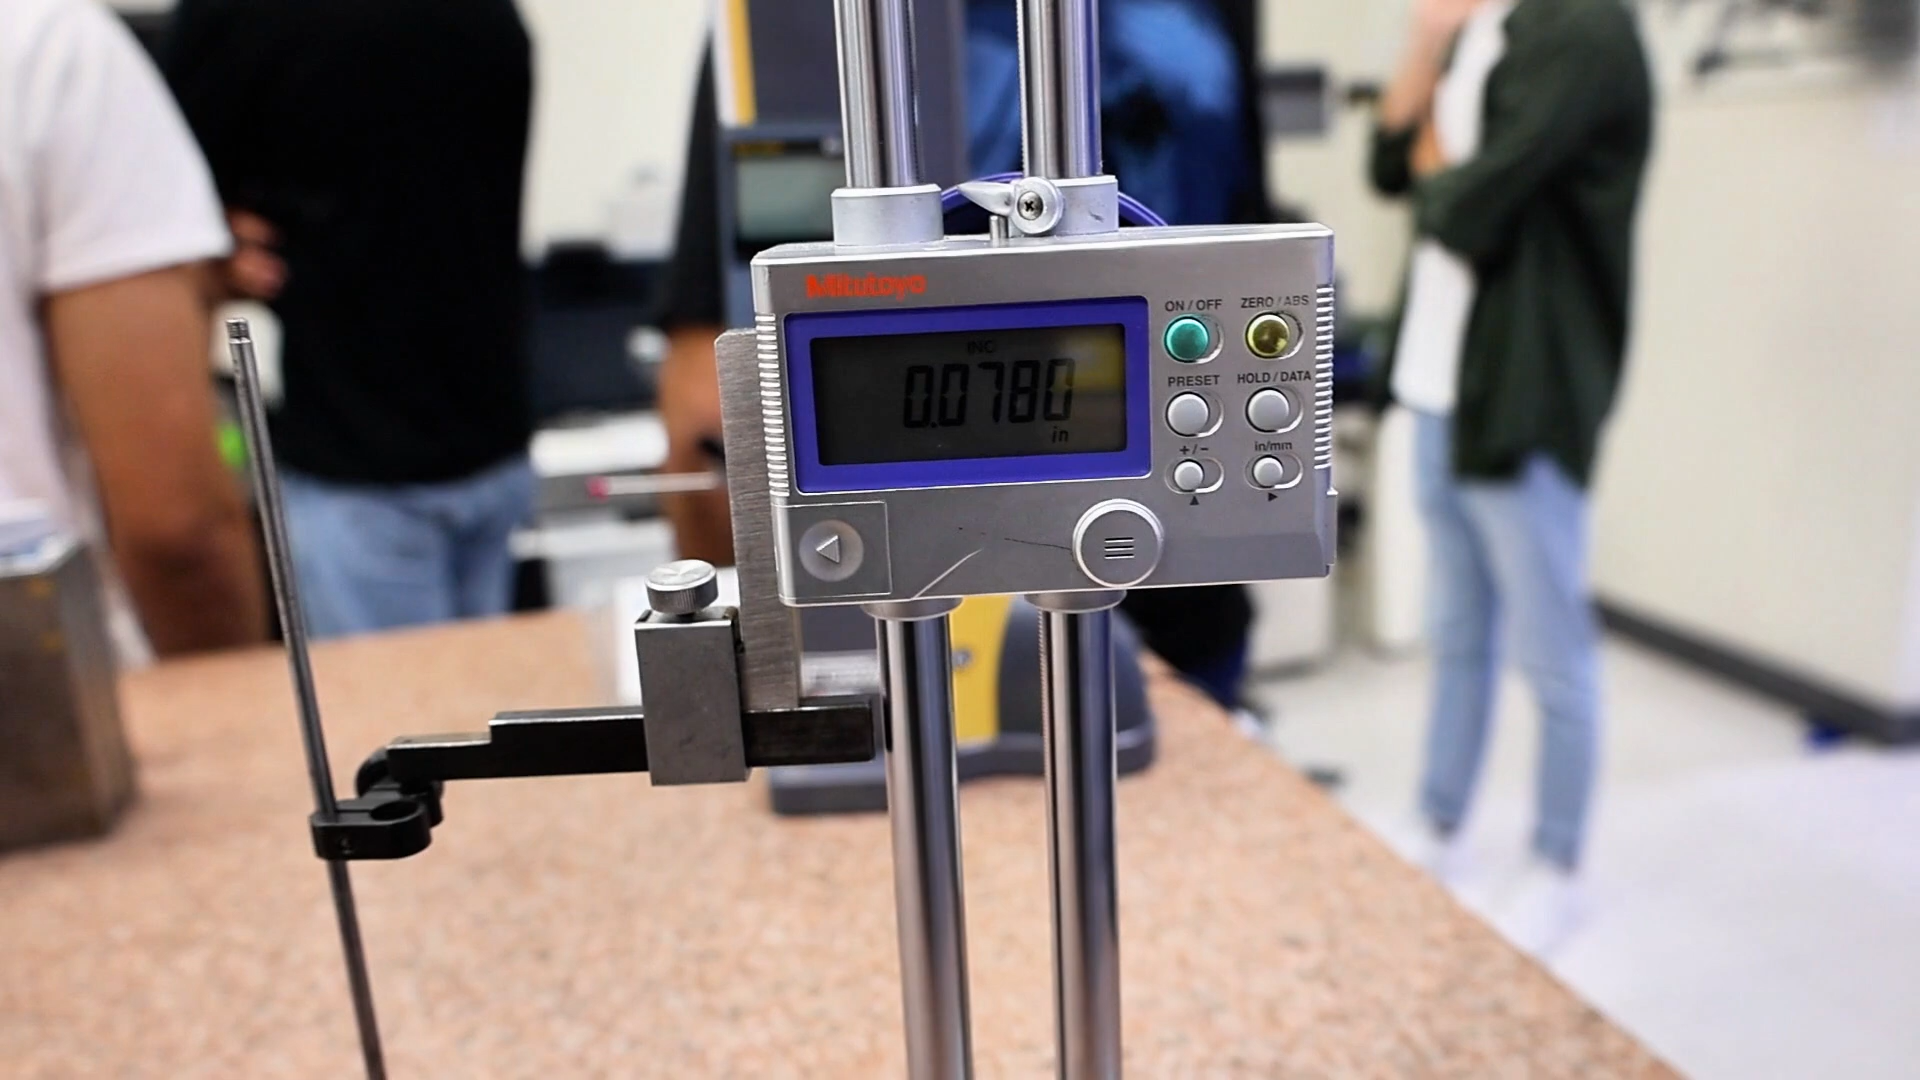 Mitutoyo
ON / OFF ZERO / ABS
INC
0.0780
in
PRESET HOLD / DATA
+ / − in/mm